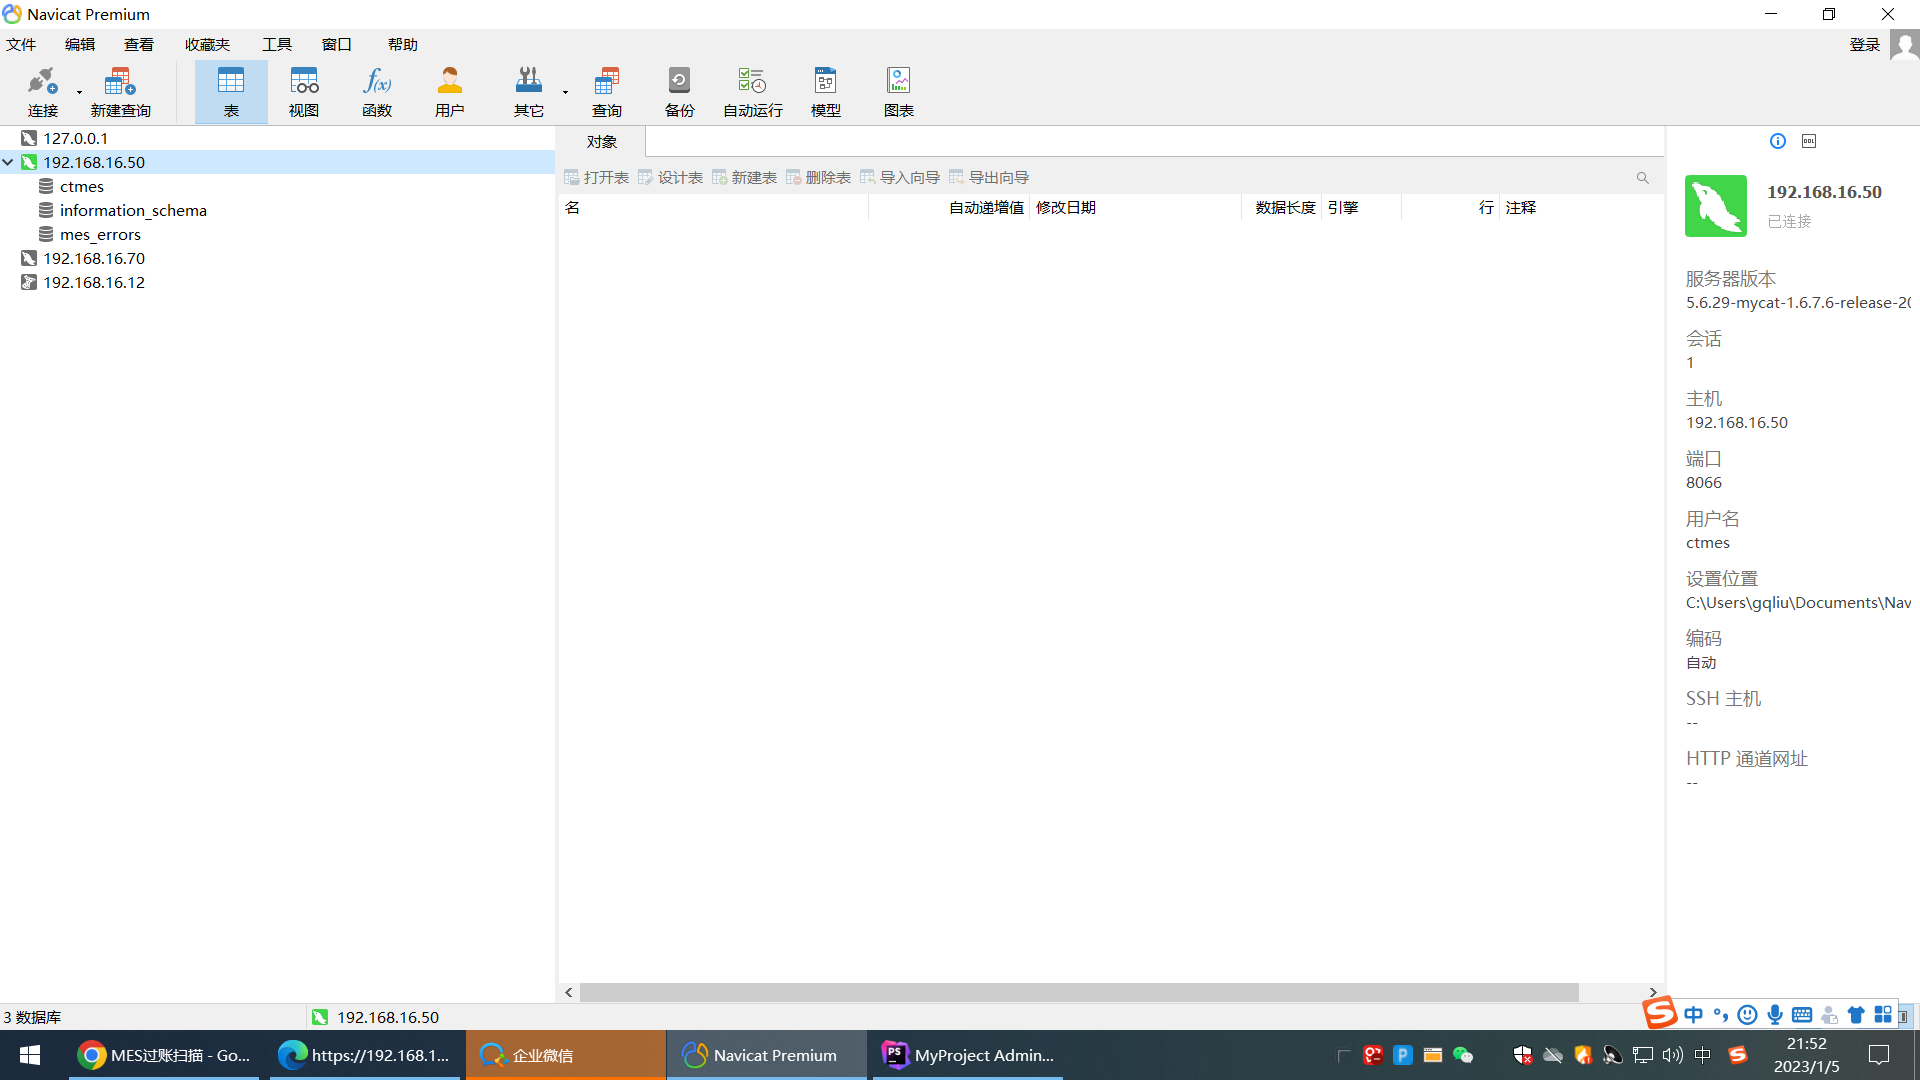 Navicat Premium
文件 编辑 查看 收藏夹 工具 窗口 帮助 登录
连接 新建查询 表 视图 函数 用户 其它 查询 备份 自动运行 模型 图表
127.0.0.1
192.168.16.50
ctmes
information_schema
mes_errors
192.168.16.70
192.168.16.12
对象
打开表 设计表 新建表 删除表 导入向导 导出向导
名 自动递增值 修改日期 数据长度 引擎 行 注释
192.168.16.50
已连接
服务器版本
5.6.29-mycat-1.6.7.6-release-20
会话
1
主机
192.168.16.50
端口
8066
用户名
ctmes
设置位置
C:\Users\gqliu\Documents\Nav
编码
自动
SSH 主机
--
HTTP 通道网址
--
3 数据库 192.168.16.50
中
MES过账扫描 - Go... https://192.168.1... 企业微信 Navicat Premium MyProject Admin... 中 21:52
2023/1/5